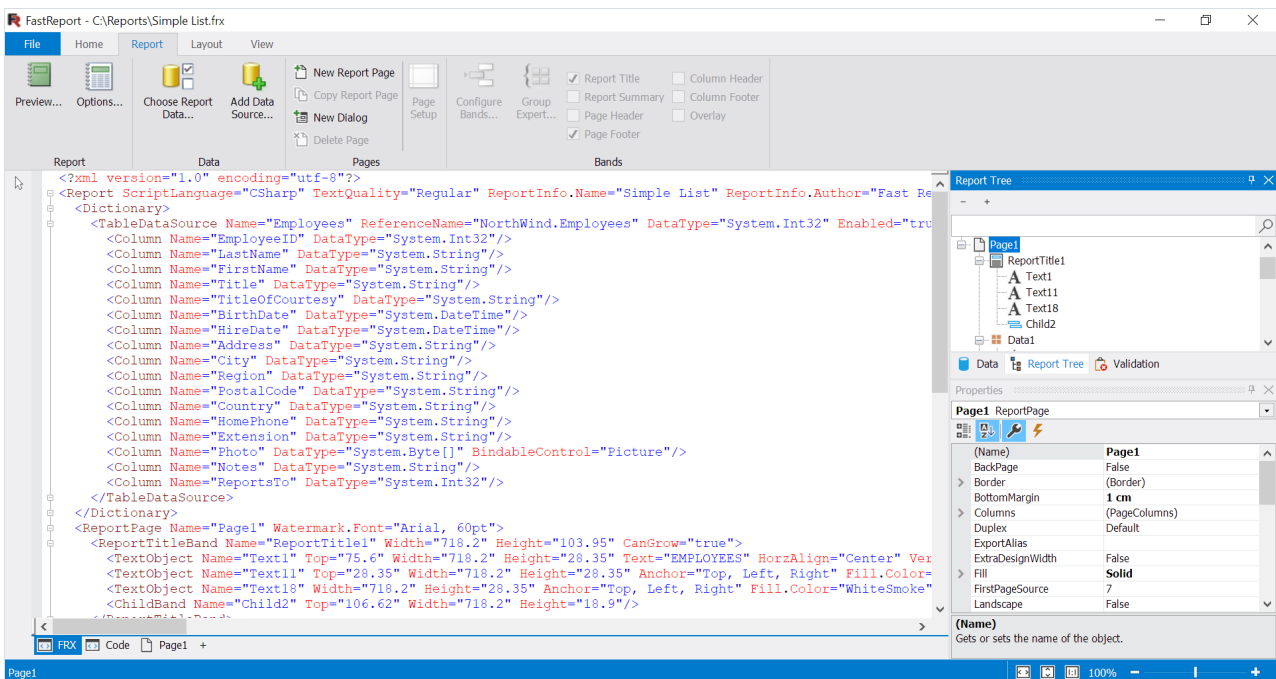 FastReport - C:\Reports\Simple List.frx
File Home Report Layout View
Preview... Options...
Choose Report Data... Add Data Source...
New Report Page
Copy Report Page
New Dialog
Delete Page
Page Setup
Configure Bands... Group Expert...
Report Title Column Header
Report Summary Column Footer
Page Header Overlay
Page Footer
Report Data Pages Bands
<?xml version="1.0" encoding="utf-8"?>
<Report ScriptLanguage="CSharp" TextQuality="Regular" ReportInfo.Name="Simple List" ReportInfo.Author="Fast Re
<Dictionary>
<TableDataSource Name="Employees" ReferenceName="NorthWind.Employees" DataType="System.Int32" Enabled="tru
<Column Name="EmployeeID" DataType="System.Int32"/>
<Column Name="LastName" DataType="System.String"/>
<Column Name="FirstName" DataType="System.String"/>
<Column Name="Title" DataType="System.String"/>
<Column Name="TitleOfCourtesy" DataType="System.String"/>
<Column Name="BirthDate" DataType="System.DateTime"/>
<Column Name="HireDate" DataType="System.DateTime"/>
<Column Name="Address" DataType="System.String"/>
<Column Name="City" DataType="System.String"/>
<Column Name="Region" DataType="System.String"/>
<Column Name="PostalCode" DataType="System.String"/>
<Column Name="Country" DataType="System.String"/>
<Column Name="HomePhone" DataType="System.String"/>
<Column Name="Extension" DataType="System.String"/>
<Column Name="Photo" DataType="System.Byte[]" BindableControl="Picture"/>
<Column Name="Notes" DataType="System.String"/>
<Column Name="ReportsTo" DataType="System.Int32"/>
</TableDataSource>
</Dictionary>
<ReportPage Name="Page1" Watermark.Font="Arial, 60pt">
<ReportTitleBand Name="ReportTitle1" Width="718.2" Height="103.95" CanGrow="true">
<TextObject Name="Text1" Top="75.6" Width="718.2" Height="28.35" Text="EMPLOYEES" HorzAlign="Center" Ver
<TextObject Name="Text11" Top="28.35" Width="718.2" Height="28.35" Anchor="Top, Left, Right" Fill.Color=
<TextObject Name="Text18" Width="718.2" Height="28.35" Anchor="Top, Left, Right" Fill.Color="WhiteSmoke"
<ChildBand Name="Child2" Top="106.62" Width="718.2" Height="18.9"/>
FRX Code Page1 +
Report Tree
- +
Page1
ReportTitle1
Text1
Text11
Text18
Child2
Data1
Data Report Tree Validation
Properties
Page1 ReportPage
(Name) Page1
BackPage False
Border (Border)
BottomMargin 1 cm
Columns (PageColumns)
Duplex Default
ExportAlias
ExtraDesignWidth False
Fill Solid
FirstPageSource 7
Landscape False
(Name)
Gets or sets the name of the object.
Page1 1:1 100% - +